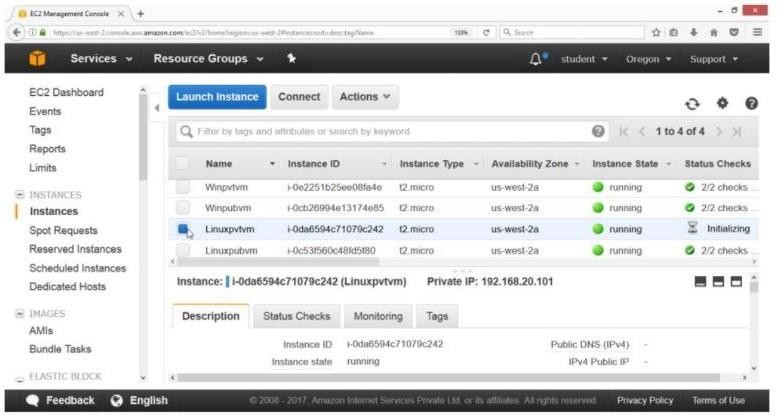 EC2 Management Console
https://us-west-2.console.aws.amazon.com/ec2/v2/home?region=us-west-2#Instances:sort=desc:tag:Name
133%
Search
Services
Resource Groups
student
Oregon
Support
EC2 Dashboard
Events
Tags
Reports
Limits
INSTANCES
Instances
Spot Requests
Reserved Instances
Scheduled Instances
Dedicated Hosts
IMAGES
AMIs
Bundle Tasks
ELASTIC BLOCK
Launch Instance Connect Actions
Filter by tags and attributes or search by keyword
1 to 4 of 4
Name Instance ID Instance Type Availability Zone Instance State Status Checks
Winpvtvm i-0e2251b25ee08fa4e t2.micro us-west-2a running 2/2 checks ...
Winpubvm i-0cb26994e13174e85 t2.micro us-west-2a running 2/2 checks ...
Linuxpvtvm i-0da6594c71079c242 t2.micro us-west-2a running Initializing
Linuxpubvm i-0c53f560c48fd5f80 t2.micro us-west-2a running 2/2 checks ...
Instance: i-0da6594c71079c242 (Linuxpvtvm) Private IP: 192.168.20.101
Description Status Checks Monitoring Tags
Instance ID i-0da6594c71079c242 Public DNS (IPv4) -
Instance state running IPv4 Public IP -
Feedback English © 2008 - 2017, Amazon Internet Services Private Ltd. or its affiliates. All rights reserved. Privacy Policy Terms of Use